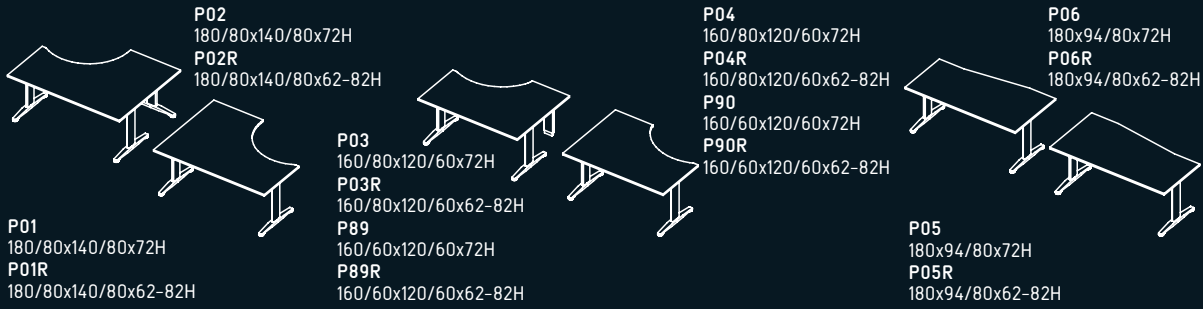 P02
180/80x140/80x72H
P02R
180/80x140/80x62-82H
P01
180/80x140/80x72H
P01R
180/80x140/80x62-82H
P03
160/80x120/60x72H
P03R
160/80x120/60x62-82H
P89
160/60x120/60x72H
P89R
160/60x120/60x62-82H
P04
160/80x120/60x72H
P04R
160/80x120/60x62-82H
P90
160/60x120/60x72H
P90R
160/60x120/60x62-82H
P06
180x94/80x72H
P06R
180x94/80x62-82H
P05
180x94/80x72H
P05R
180x94/80x62-82H